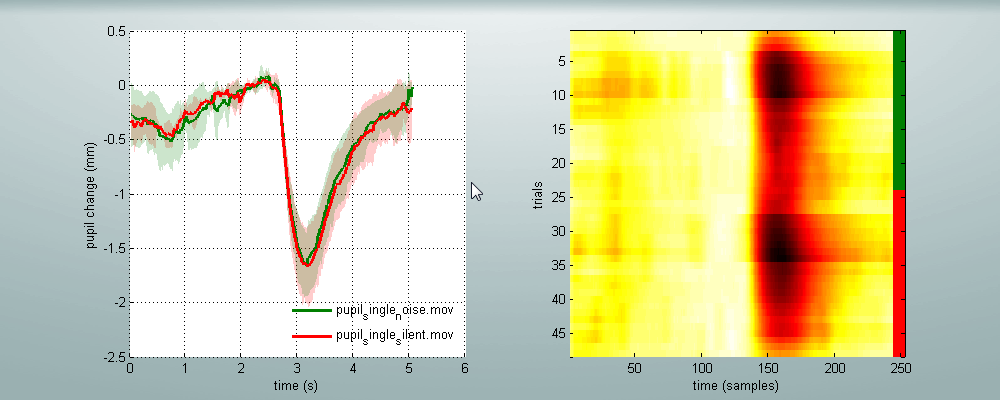 0.5
0
-0.5
-1
-1.5
-2
-2.5
pupil change (mm)
0 1 2 3 4 5 6
time (s)
pupil_single_noise.mov
pupil_single_silent.mov
5
10
15
20
25
30
35
40
45
trials
50 100 150 200 250
time (samples)